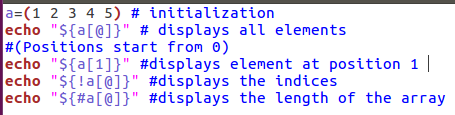 a=(1 2 3 4 5) # initialization
echo "${a[@]}" # displays all elements
#(Positions start from 0)
echo "${a[1]}" #displays element at position 1
echo "${!a[@]}" #displays the indices
echo "${#a[@]}" #displays the length of the array